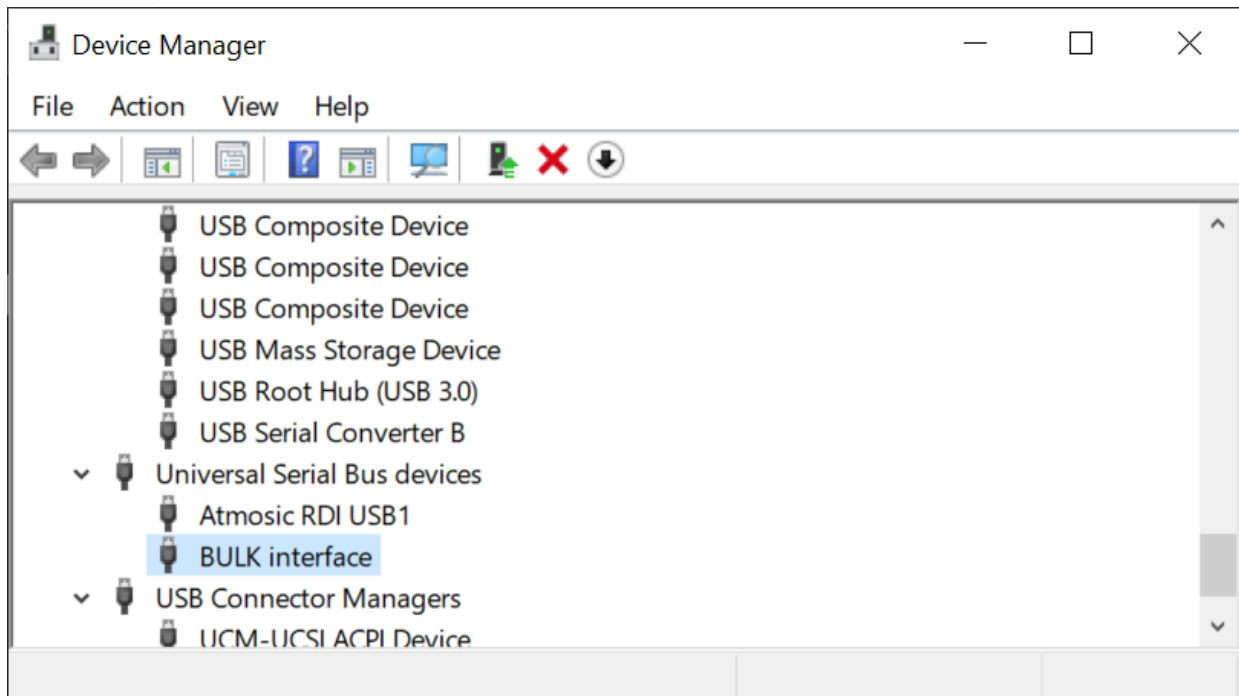 Device Manager
File Action View Help
USB Composite Device
USB Composite Device
USB Composite Device
USB Mass Storage Device
USB Root Hub (USB 3.0)
USB Serial Converter B
Universal Serial Bus devices
Atmosic RDI USB1
BULK interface
USB Connector Managers
UCM-UCSI ACPI Device